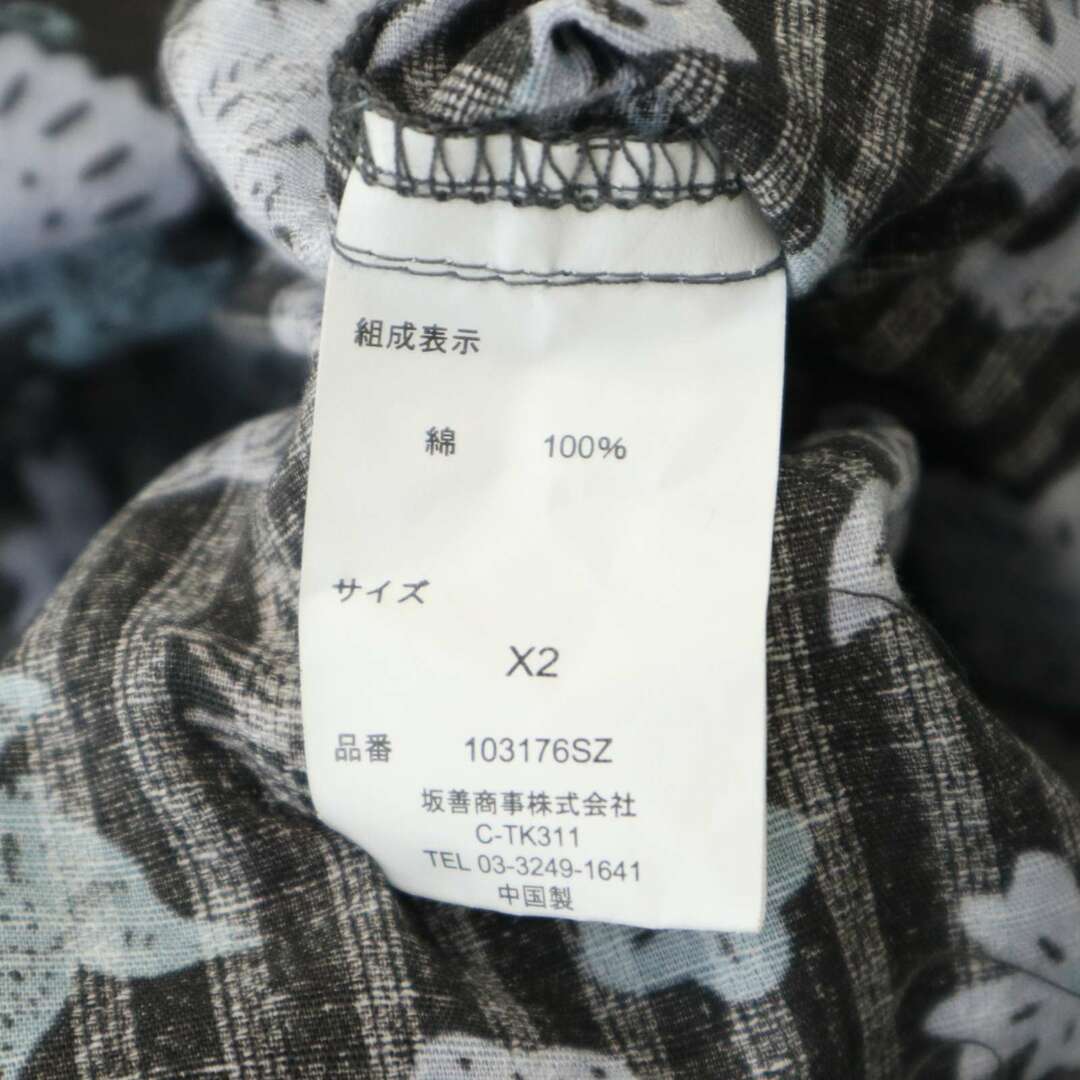 組成表示
綿 100%
サイズ
X2
品番 103176SZ
坂善商事株式会社
C-TK311
TEL 03-3249-1641
中国製